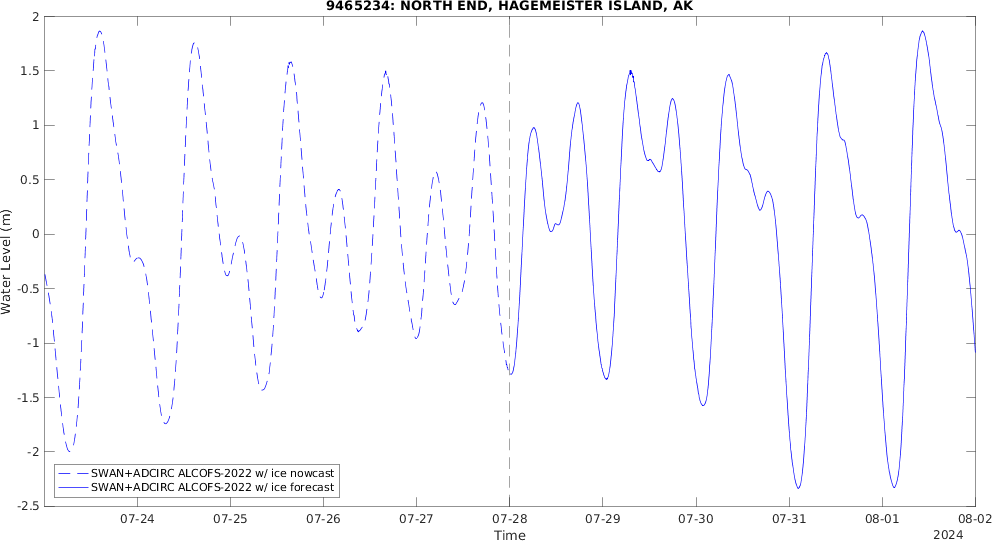 9465234: NORTH END, HAGEMEISTER ISLAND, AK
2
1.5
1
0.5
0
-0.5
-1
-1.5
-2
-2.5
Water Level (m)
SWAN+ADCIRC ALCOFS-2022 w/ ice nowcast
SWAN+ADCIRC ALCOFS-2022 w/ ice forecast
07-24 07-25 07-26 07-27 07-28 07-29 07-30 07-31 08-01 08-02
Time
2024